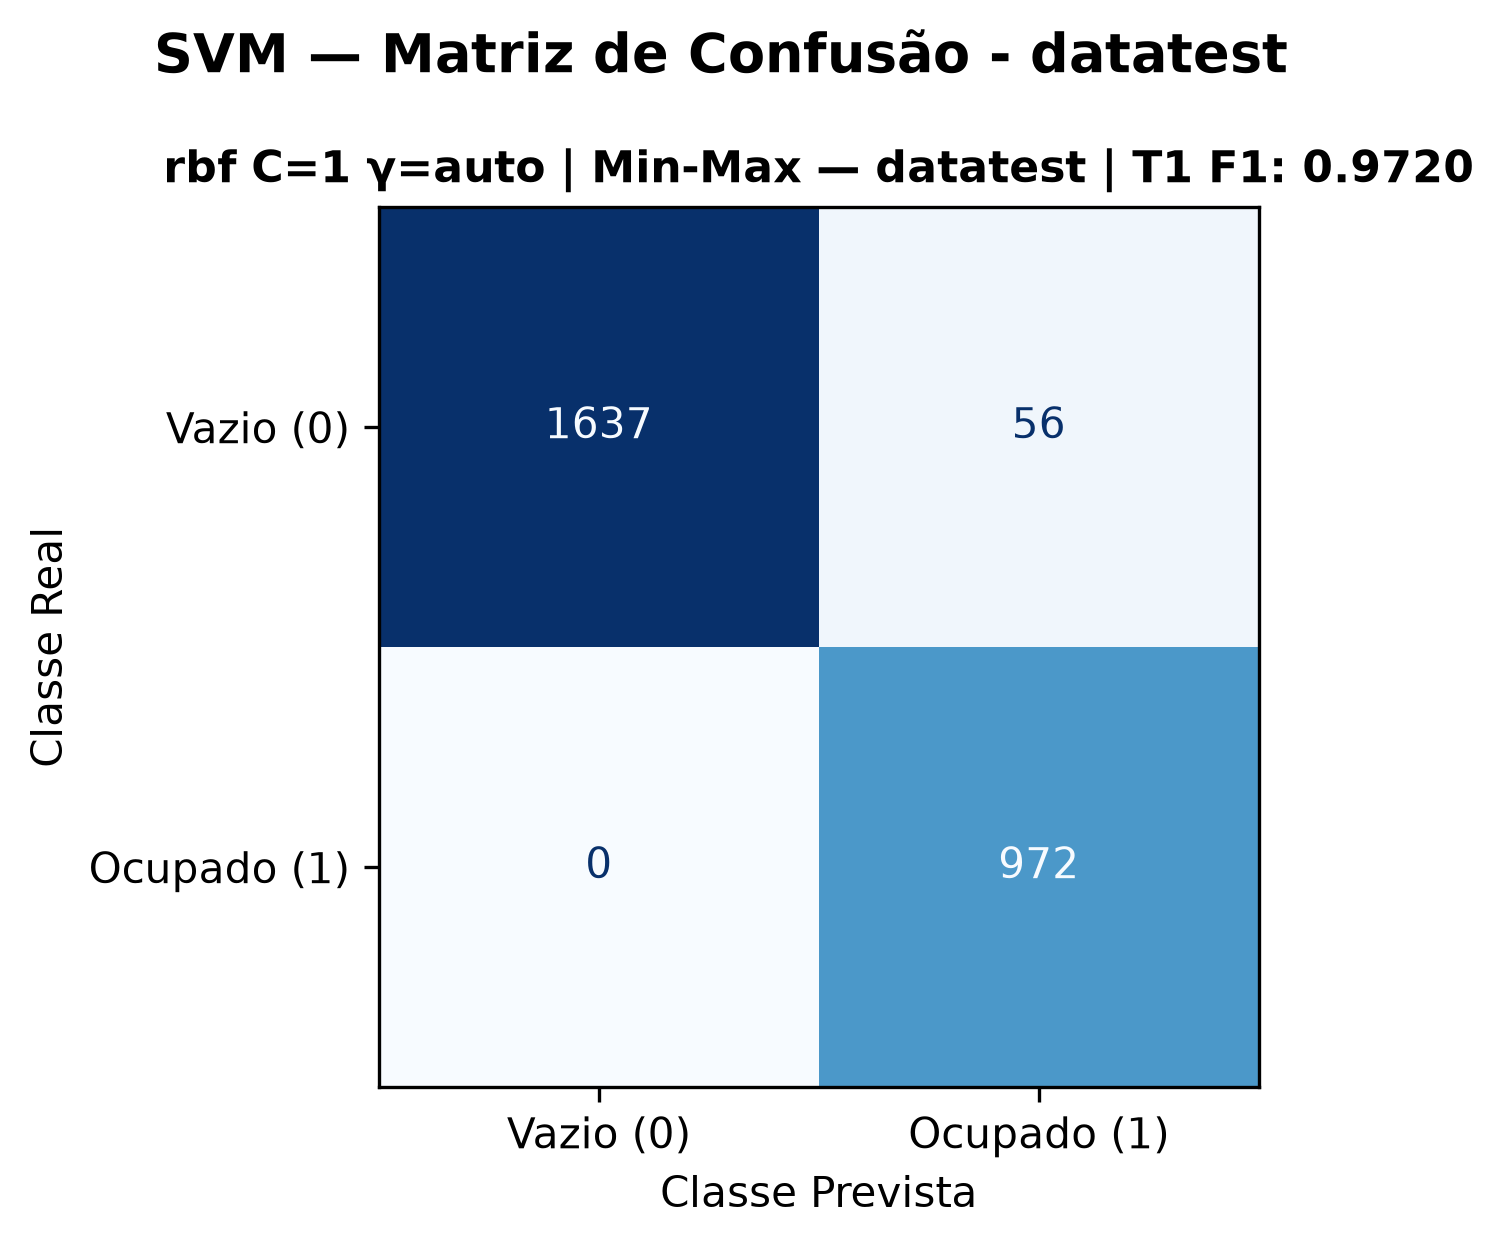 SVM — Matriz de Confusão - datatest
rbf C=1 γ=auto | Min-Max — datatest | T1 F1: 0.9720
Vazio (0)
1637
56
Classe Real
Ocupado (1)
0
972
Vazio (0)
Ocupado (1)
Classe Prevista